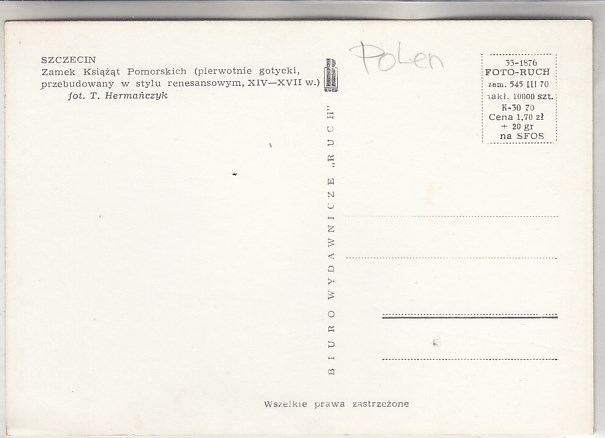 SZCZECIN
Zamek Książąt Pomorskich (pierwotnie gotycki,
przebudowany w stylu renesansowym, XIV—XVII w.)
fot. T. Hermańczyk
Polen
33-1876
FOTO-RUCH
zam. 545 III 70
nakł. 10000 szt.
K-30 70
Cena 1,70 zł
+ 20 gr
na SFOS
BIURO WYDAWNICZE „RUCH"
Wszelkie prawa zastrzeżone